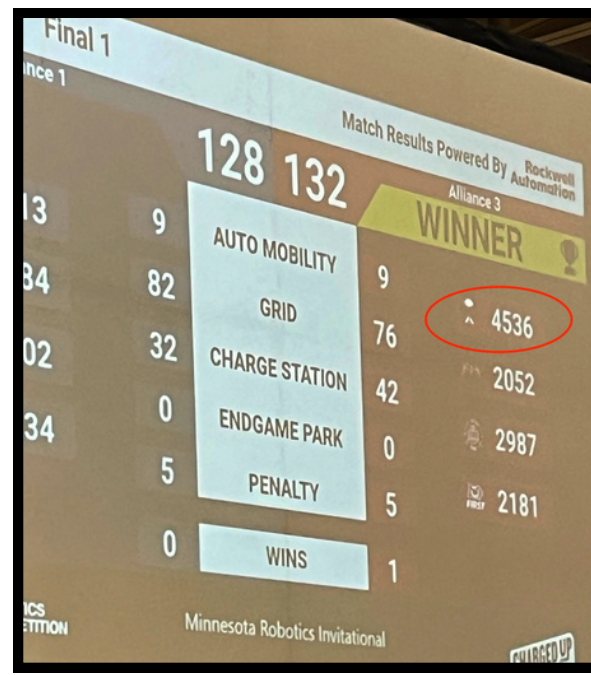 Final 1
ance 1
Match Results Powered By Rockwell Automation
128 132
Alliance 3
WINNER
13 9 AUTO MOBILITY 9 4536
34 82 GRID 76 2052
02 32 CHARGE STATION 42 2987
34 0 ENDGAME PARK 0 2181
5 PENALTY 5
0 WINS 1
ICS
ETITION
Minnesota Robotics Invitational
CHARGED UP
FIRST